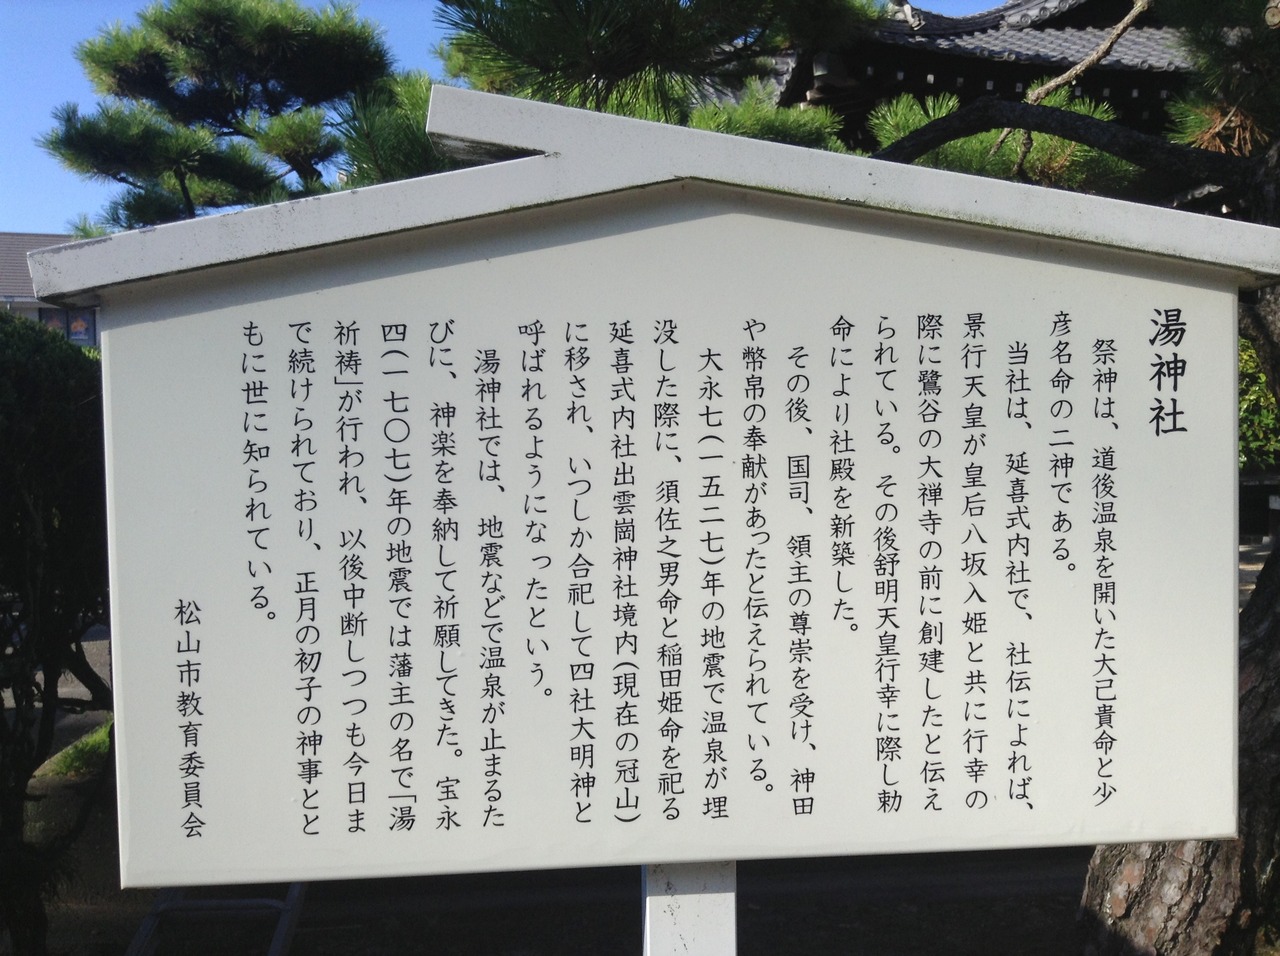 湯神社
祭神は、道後温泉を開いた大己貴命と少
彦名命の二神である。
当社は、延喜式内社で、社伝によれば、
景行天皇が皇后八坂入姫と共に行幸の
際に鷺谷の大禅寺の前に創建したと伝え
られている。その後舒明天皇行幸に際し勅
命により社殿を新築した。
その後、国司、領主の尊崇を受け、神田
や幣帛の奉献があったと伝えられている。
大永七(一五二七)年の地震で温泉が埋
没した際に、須佐之男命と稲田姫命を祀る
延喜式内社出雲崗神社境内(現在の冠山)
に移され、いつしか合祀して四社大明神と
呼ばれるようになったという。
湯神社では、地震などで温泉が止まるた
びに、神楽を奉納して祈願してきた。宝永
四(一七〇七)年の地震では藩主の名で「湯
祈祷」が行われ、以後中断しつつも今日ま
で続けられており、正月の初子の神事とと
もに世に知られている。
松山市教育委員会